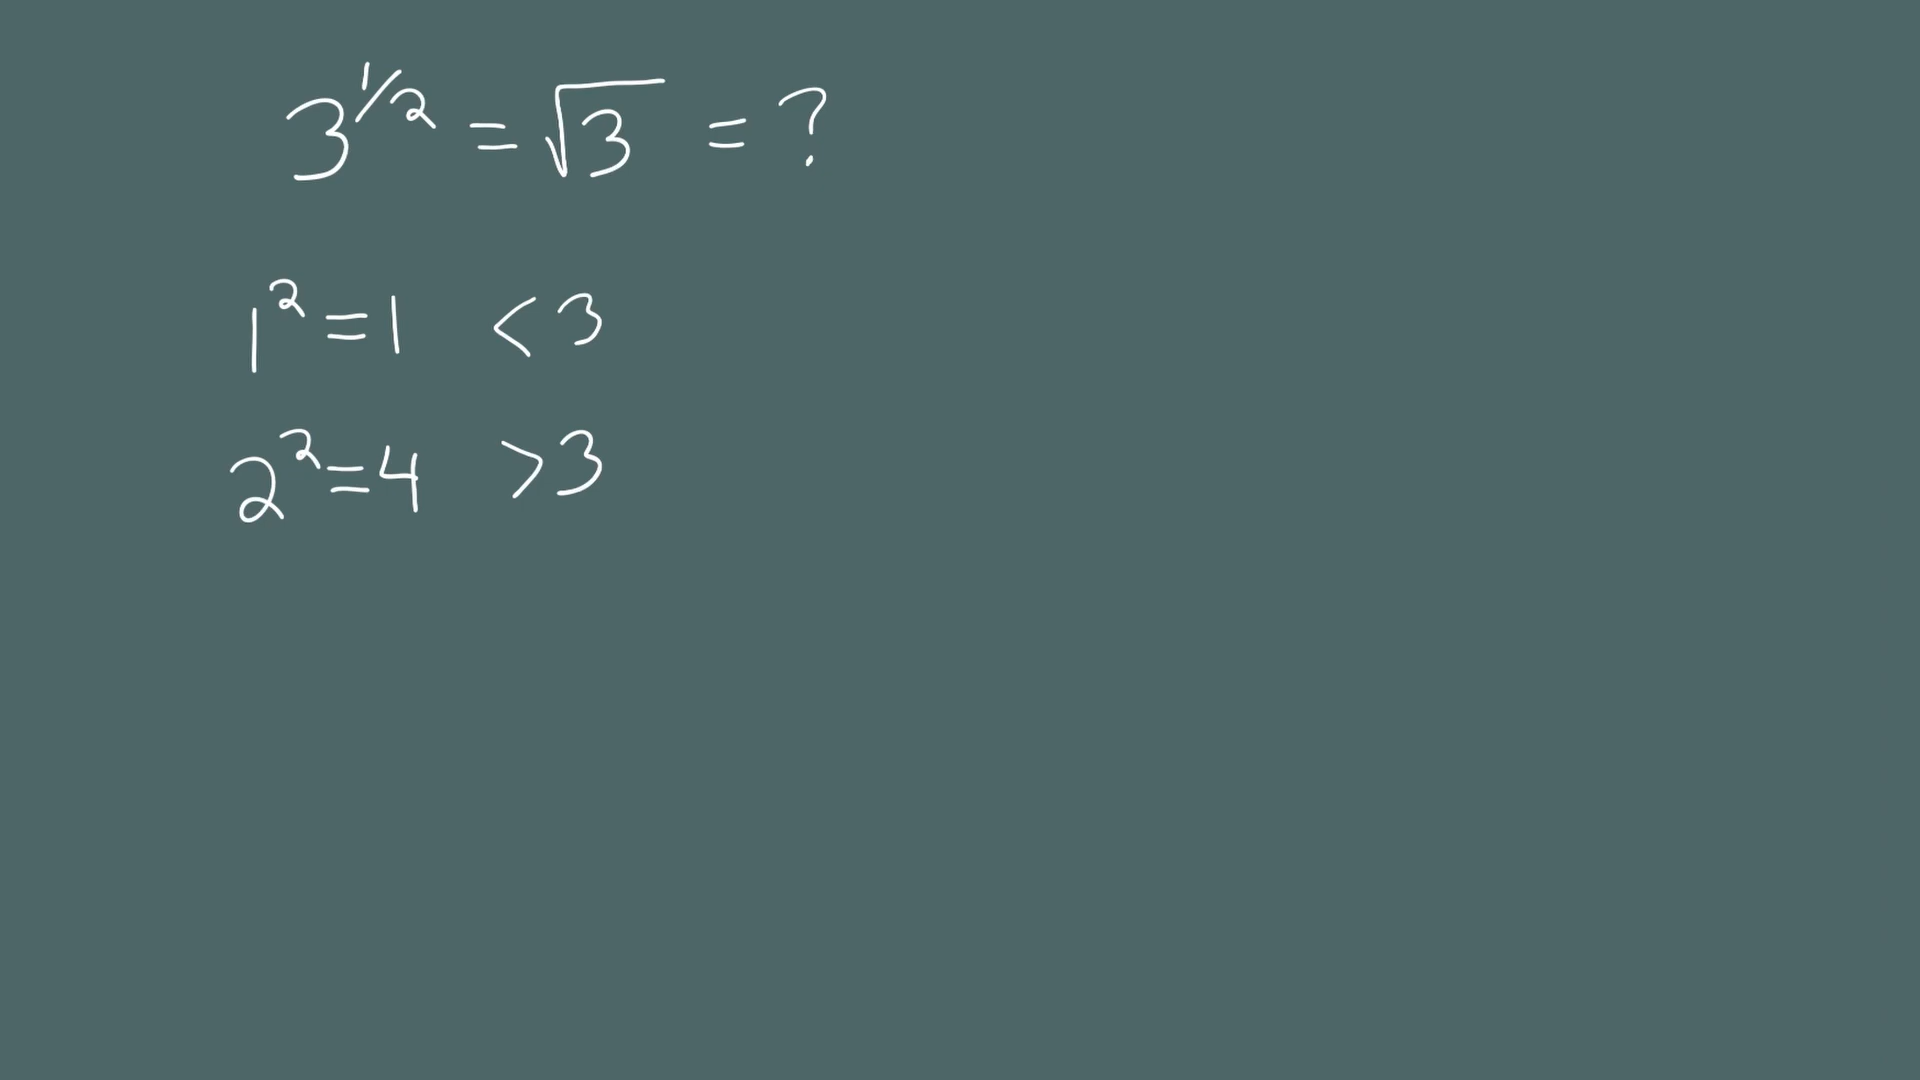 3^{1/2} = √3 = ?
1² = 1 < 3
2² = 4 > 3